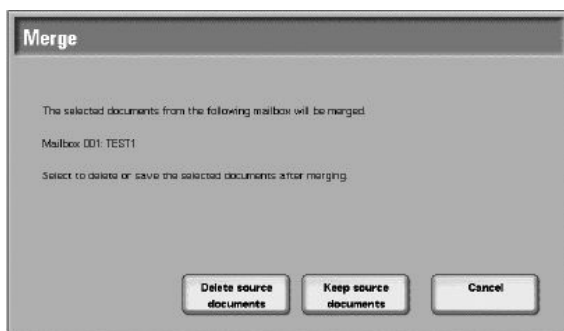 Merge
The selected documents from the following mailbox will be merged.
Mailbox 001: TEST1
Select to delete or save the selected documents after merging.
Delete source
documents
Keep source
documents
Cancel